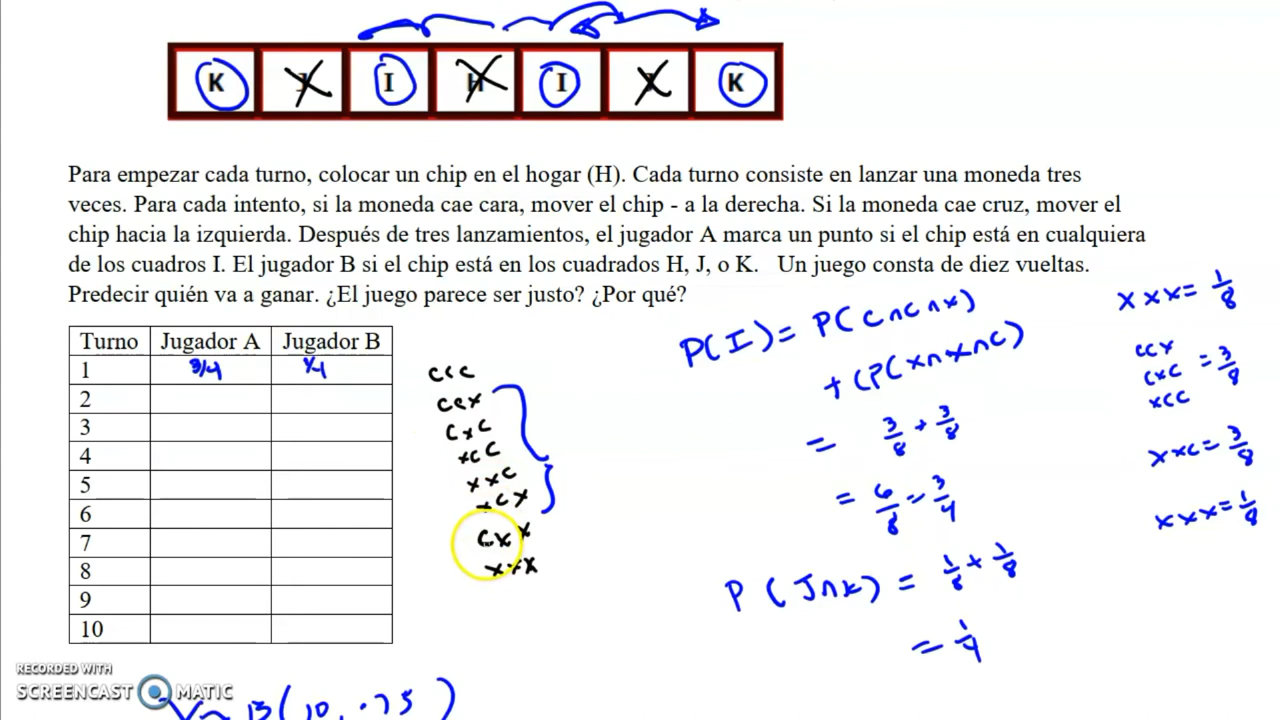 K I H I K
Para empezar cada turno, colocar un chip en el hogar (H). Cada turno consiste en lanzar una moneda tres
veces. Para cada intento, si la moneda cae cara, mover el chip - a la derecha. Si la moneda cae cruz, mover el
chip hacia la izquierda. Después de tres lanzamientos, el jugador A marca un punto si el chip está en cualquiera
de los cuadros I. El jugador B si el chip está en los cuadrados H, J, o K. Un juego consta de diez vueltas.
Predecir quién va a ganar. ¿El juego parece ser justo? ¿Por qué?
Turno Jugador A Jugador B
1 3/4 1/4
2
3
4
5
6
7
8
9
10
CCC
CCX
CXC
XCC
XXC
XCX
CXX
XXX
P(I) = P(C∩C∩X)
+ (P(X∩X∩C)
= 3/8 + 3/8
= 6/8 = 3/4
P(J∩K) = 1/8 + 1/8
= 1/4
XXX = 1/8
CCX
CXC = 3/8
XCC
XXC = 3/8
XXX = 1/8
RECORDED WITH
SCREENCAST MATIC
B(10, .75)